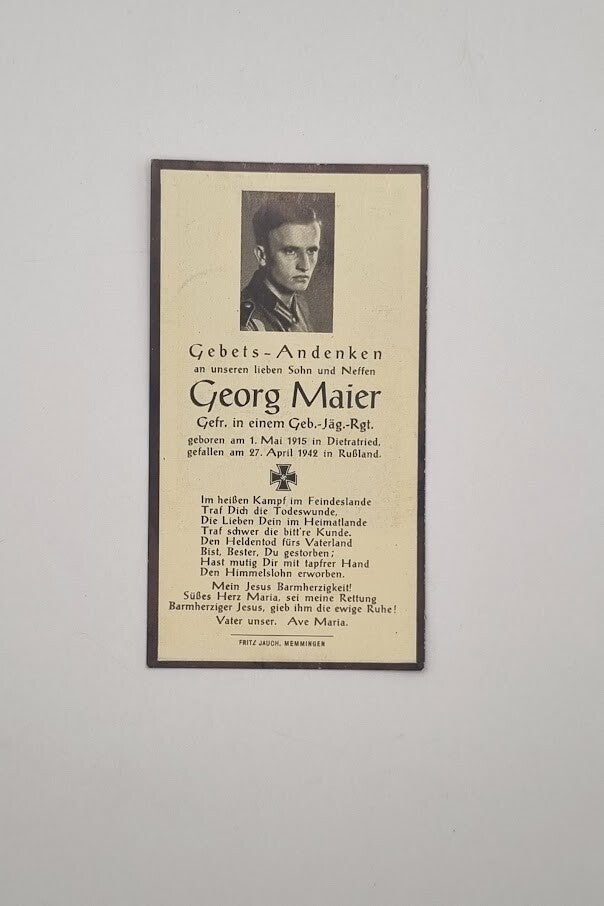 Gebets-Andenken
an unseren lieben Sohn und Neffen
Georg Maier
Gefr. in einem Geb.-Jäg.-Rgt.
geboren am 1. Mai 1915 in Dietratried,
gefallen am 27. April 1942 in Rußland.
Im heißen Kampf im Feindeslande
Traf Dich die Todeswunde,
Die Lieben Dein im Heimatlande
Traf schwer die bitt're Kunde.
Den Heldentod fürs Vaterland
Bist, Bester, Du gestorben;
Hast mutig Dir mit tapfrer Hand
Den Himmelslohn erworben.
Mein Jesus Barmherzigkeit!
Süßes Herz Maria, sei meine Rettung
Barmherziger Jesus, gieb ihm die ewige Ruhe!
Vater unser. Ave Maria.
FRITZ JAUCH, MEMMINGEN